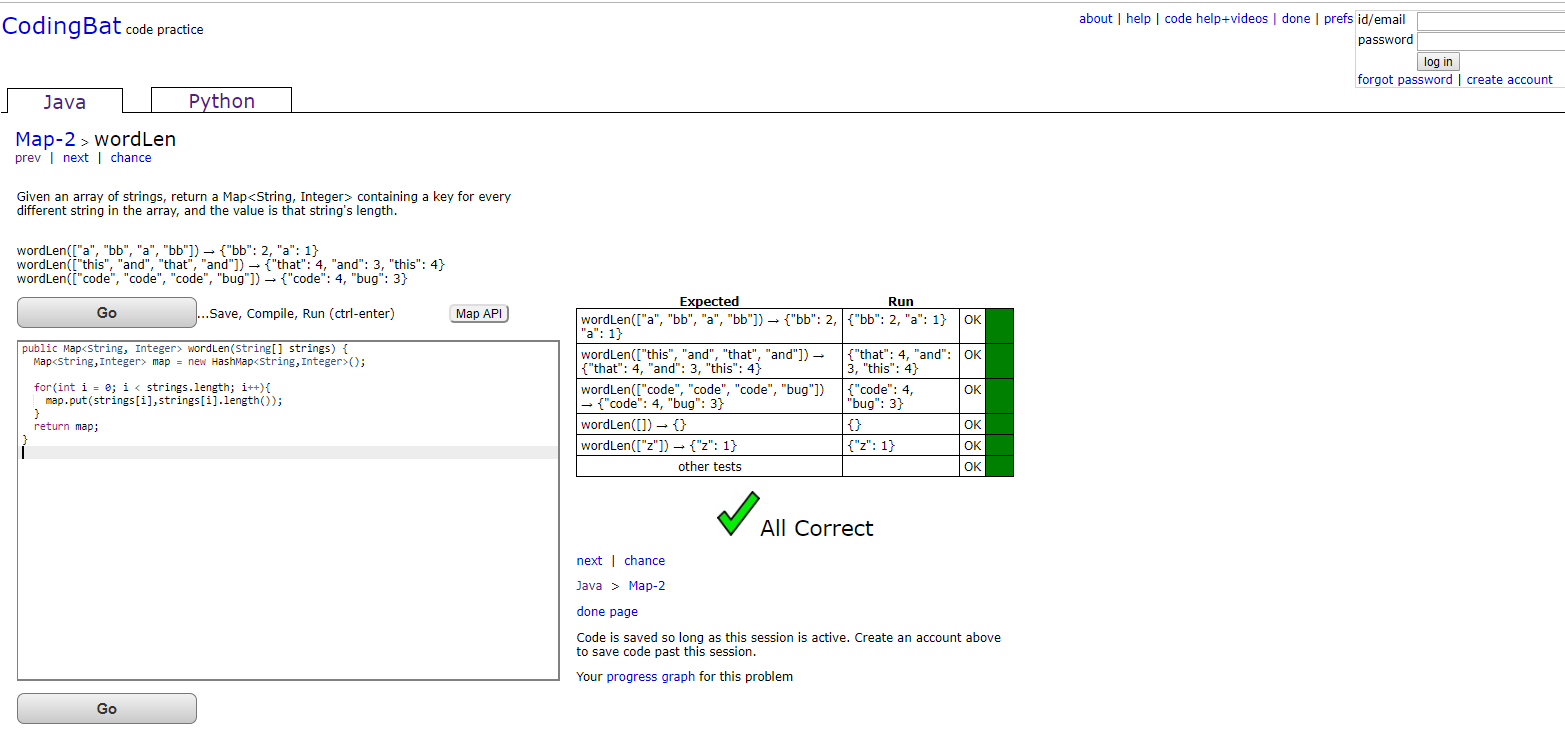 CodingBat code practice
about | help | code help+videos | done | prefs
id/email
password
log in
forgot password | create account
Java
Python
Map-2 > wordLen
prev | next | chance
Given an array of strings, return a Map<String, Integer> containing a key for every
different string in the array, and the value is that string's length.
wordLen(["a", "bb", "a", "bb"]) → {"bb": 2, "a": 1}
wordLen(["this", "and", "that", "and"]) → {"that": 4, "and": 3, "this": 4}
wordLen(["code", "code", "code", "bug"]) → {"code": 4, "bug": 3}
Go
...Save, Compile, Run (ctrl-enter)
Map API
public Map<String, Integer> wordLen(String[] strings) {
  Map<String,Integer> map = new HashMap<String,Integer>();
  for(int i = 0; i < strings.length; i++){
    map.put(strings[i],strings[i].length());
  }
  return map;
}
Go
Expected Run
wordLen(["a", "bb", "a", "bb"]) → {"bb": 2, {"bb": 2, "a": 1} OK
"a": 1}
wordLen(["this", "and", "that", "and"]) → {"that": 4, "and": OK
{"that": 4, "and": 3, "this": 4} 3, "this": 4}
wordLen(["code", "code", "code", "bug"]) {"code": 4, OK
→ {"code": 4, "bug": 3} "bug": 3}
wordLen([]) → {} {} OK
wordLen(["z"]) → {"z": 1} {"z": 1} OK
other tests OK
All Correct
next | chance
Java > Map-2
done page
Code is saved so long as this session is active. Create an account above
to save code past this session.
Your progress graph for this problem